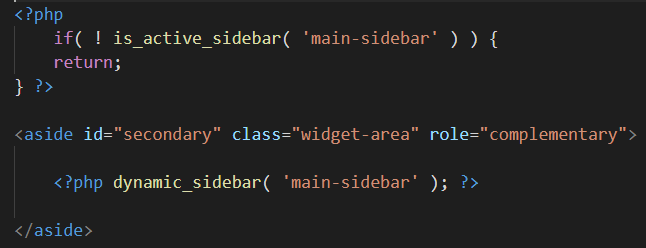 <?php
if( ! is_active_sidebar( 'main-sidebar' ) ) {
return;
} ?>
<aside id="secondary" class="widget-area" role="complementary">
<?php dynamic_sidebar( 'main-sidebar' ); ?>
</aside>